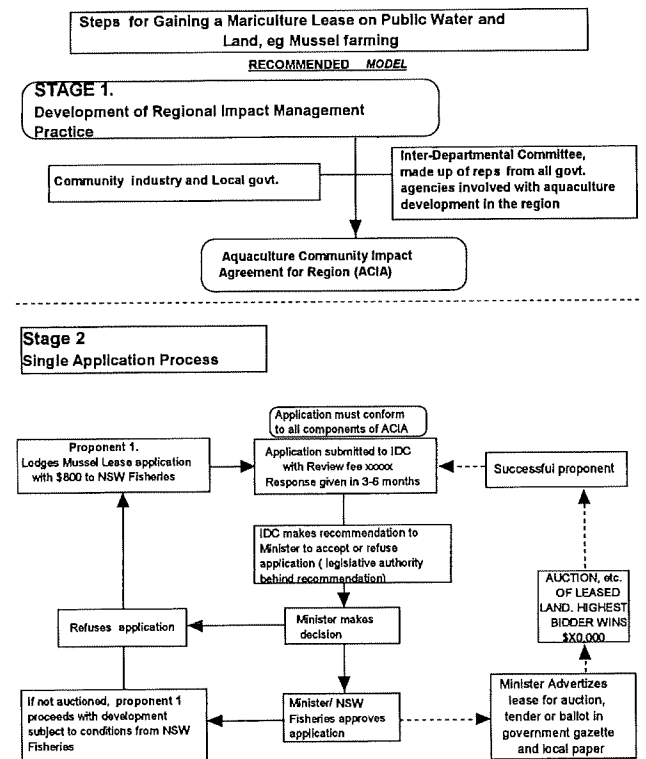 Steps for Gaining a Mariculture Lease on Public Water and
Land, eg Mussel farming
RECOMMENDED MODEL
STAGE 1.
Development of Regional Impact Management
Practice
Community industry and Local govt.
Inter-Departmental Committee,
made up of reps from all govt.
agencies involved with aquaculture
development in the region
Aquaculture Community Impact
Agreement for Region (ACIA)
Stage 2
Single Application Process
Application must conform
to all components of ACIA
Proponent 1.
Lodges Mussel Lease application
with $800 to NSW Fisheries
Application submitted to IDC
with Review fee xxxxx
Response given in 3-6 months
Successful proponent
IDC makes recommendation to
Minister to accept or refuse
application ( legislative authority
behind recommendation)
AUCTION, etc.
OF LEASED
LAND. HIGHEST
BIDDER WINS
$X0,000
Refuses application
Minister makes
decision
If not auctioned, proponent 1
proceeds with development
subject to conditions from NSW
Fisheries
Minister/ NSW
Fisheries approves
application
Minister Advertizes
lease for auction,
tender or ballot in
government gazette
and local paper